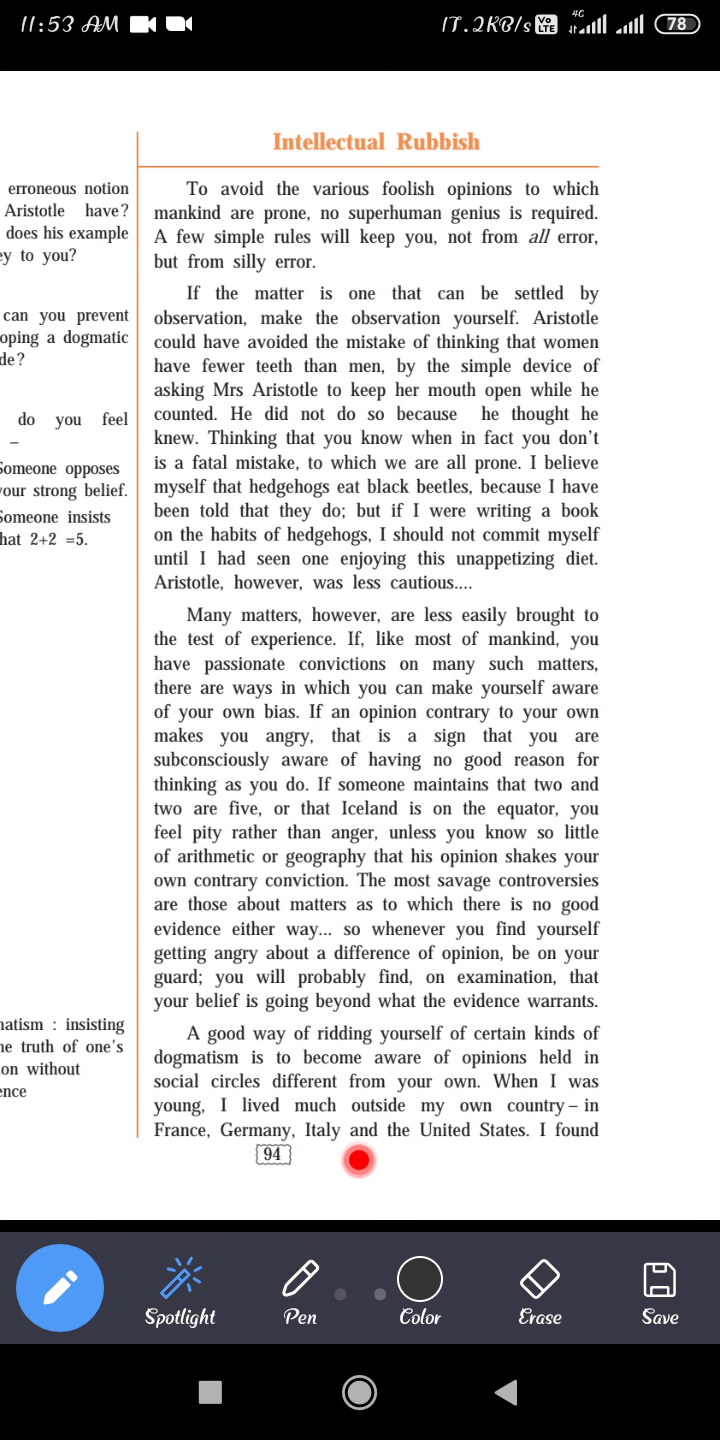 11:53 AM
17.2KB/s Vo LTE 4G 78
Intellectual Rubbish
erroneous notion
Aristotle have?
does his example
ey to you?
can you prevent
oping a dogmatic
de?
do you feel
–
Someone opposes
your strong belief.
Someone insists
hat 2+2 =5.
natism : insisting
ne truth of one's
on without
ence
To avoid the various foolish opinions to which
mankind are prone, no superhuman genius is required.
A few simple rules will keep you, not from all error,
but from silly error.
If the matter is one that can be settled by
observation, make the observation yourself. Aristotle
could have avoided the mistake of thinking that women
have fewer teeth than men, by the simple device of
asking Mrs Aristotle to keep her mouth open while he
counted. He did not do so because he thought he
knew. Thinking that you know when in fact you don't
is a fatal mistake, to which we are all prone. I believe
myself that hedgehogs eat black beetles, because I have
been told that they do; but if I were writing a book
on the habits of hedgehogs, I should not commit myself
until I had seen one enjoying this unappetizing diet.
Aristotle, however, was less cautious....
Many matters, however, are less easily brought to
the test of experience. If, like most of mankind, you
have passionate convictions on many such matters,
there are ways in which you can make yourself aware
of your own bias. If an opinion contrary to your own
makes you angry, that is a sign that you are
subconsciously aware of having no good reason for
thinking as you do. If someone maintains that two and
two are five, or that Iceland is on the equator, you
feel pity rather than anger, unless you know so little
of arithmetic or geography that his opinion shakes your
own contrary conviction. The most savage controversies
are those about matters as to which there is no good
evidence either way... so whenever you find yourself
getting angry about a difference of opinion, be on your
guard; you will probably find, on examination, that
your belief is going beyond what the evidence warrants.
A good way of ridding yourself of certain kinds of
dogmatism is to become aware of opinions held in
social circles different from your own. When I was
young, I lived much outside my own country – in
France, Germany, Italy and the United States. I found
94
Spotlight Pen Color Erase Save